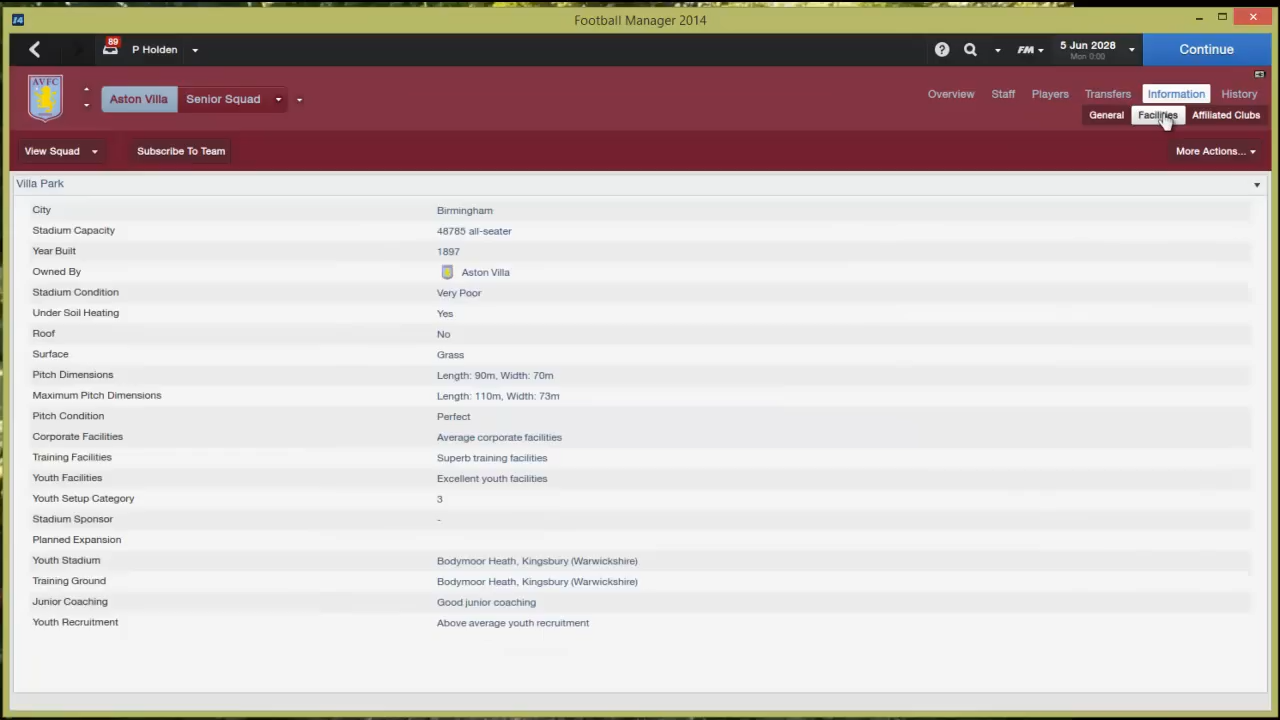 Football Manager 2014
89
P Holden
FM
5 Jun 2028
Mon 0:00
Continue
AVFC
Aston Villa
Senior Squad
Overview
Staff
Players
Transfers
Information
History
General
Facilities
Affiliated Clubs
View Squad
Subscribe To Team
More Actions...
Villa Park
City Birmingham
Stadium Capacity 48785 all-seater
Year Built 1897
Owned By Aston Villa
Stadium Condition Very Poor
Under Soil Heating Yes
Roof No
Surface Grass
Pitch Dimensions Length: 90m, Width: 70m
Maximum Pitch Dimensions Length: 110m, Width: 73m
Pitch Condition Perfect
Corporate Facilities Average corporate facilities
Training Facilities Superb training facilities
Youth Facilities Excellent youth facilities
Youth Setup Category 3
Stadium Sponsor -
Planned Expansion
Youth Stadium Bodymoor Heath, Kingsbury (Warwickshire)
Training Ground Bodymoor Heath, Kingsbury (Warwickshire)
Junior Coaching Good junior coaching
Youth Recruitment Above average youth recruitment